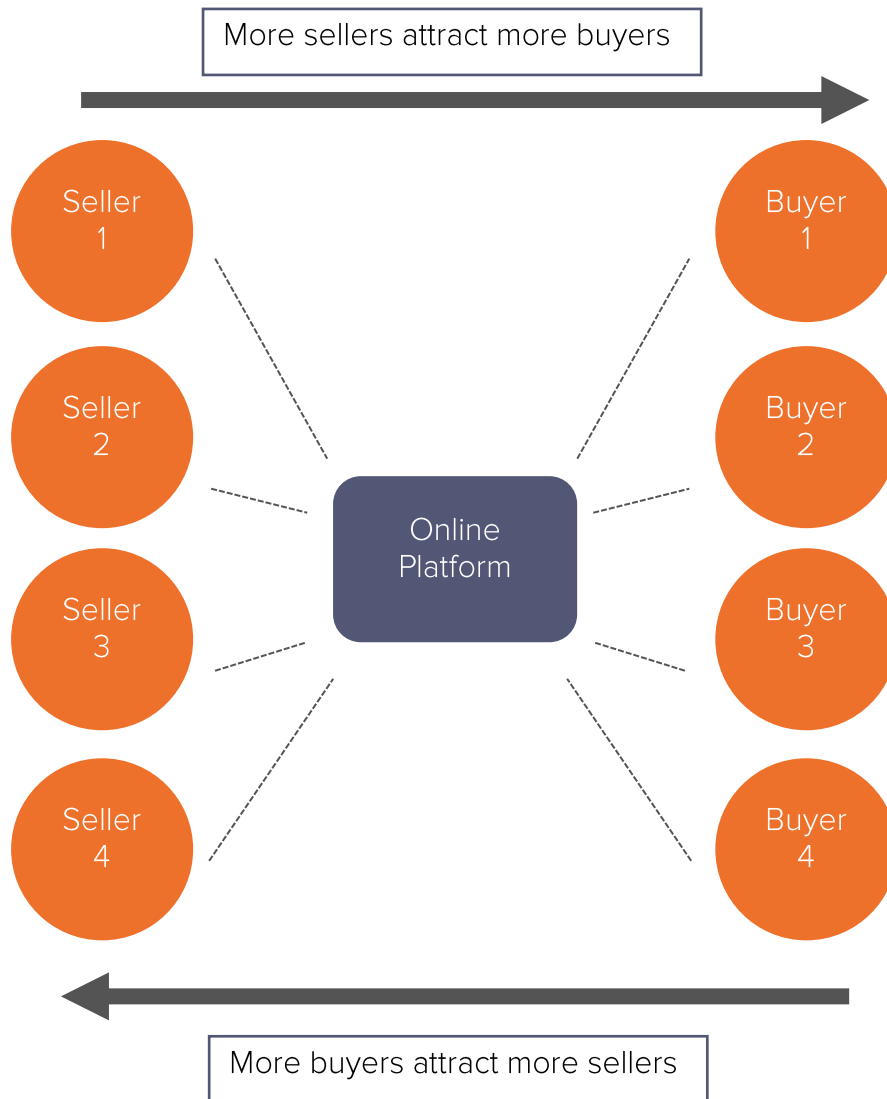 More sellers attract more buyers
Seller
1
Buyer
1
Seller
2
Buyer
2
Online
Platform
Seller
3
Buyer
3
Seller
4
Buyer
4
More buyers attract more sellers